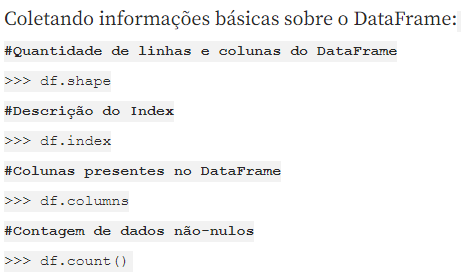 Coletando informações básicas sobre o DataFrame:
#Quantidade de linhas e colunas do DataFrame
>>> df.shape
#Descrição do Index
>>> df.index
#Colunas presentes no DataFrame
>>> df.columns
#Contagem de dados não-nulos
>>> df.count()